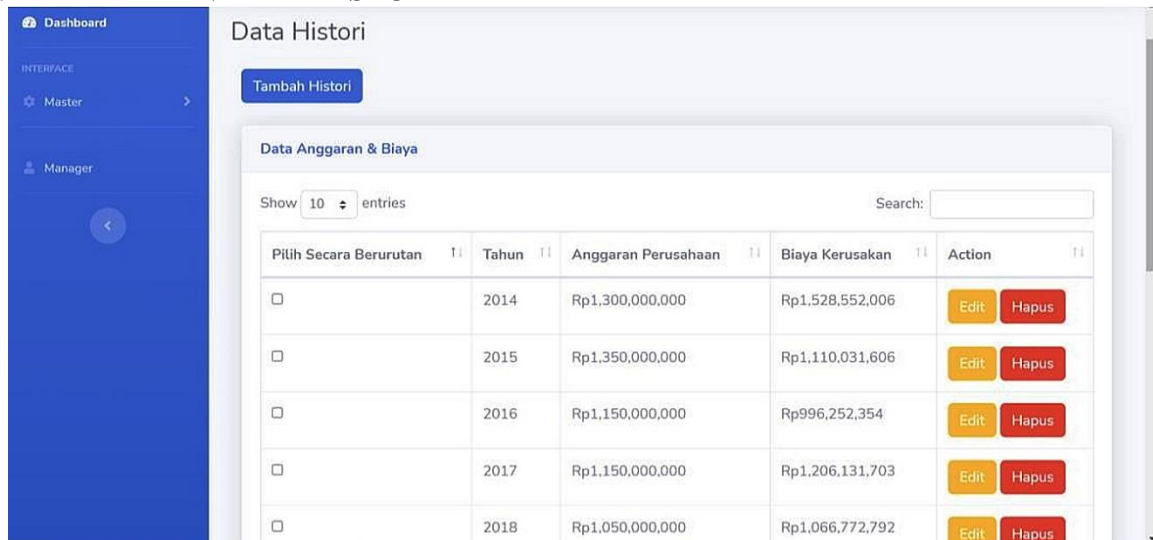 Dashboard
Data Histori
INTERFACE
Tambah Histori
Master
Data Anggaran & Biaya
Manager
Show 10 entries
Search:
Pilih Secara Berurutan Tahun Anggaran Perusahaan Biaya Kerusakan Action
2014 Rp1,300,000,000 Rp1,528,552,006 Edit Hapus
2015 Rp1,350,000,000 Rp1,110,031,606 Edit Hapus
2016 Rp1,150,000,000 Rp996,252,354 Edit Hapus
2017 Rp1,150,000,000 Rp1,206,131,703 Edit Hapus
2018 Rp1,050,000,000 Rp1,066,772,792 Edit Hapus